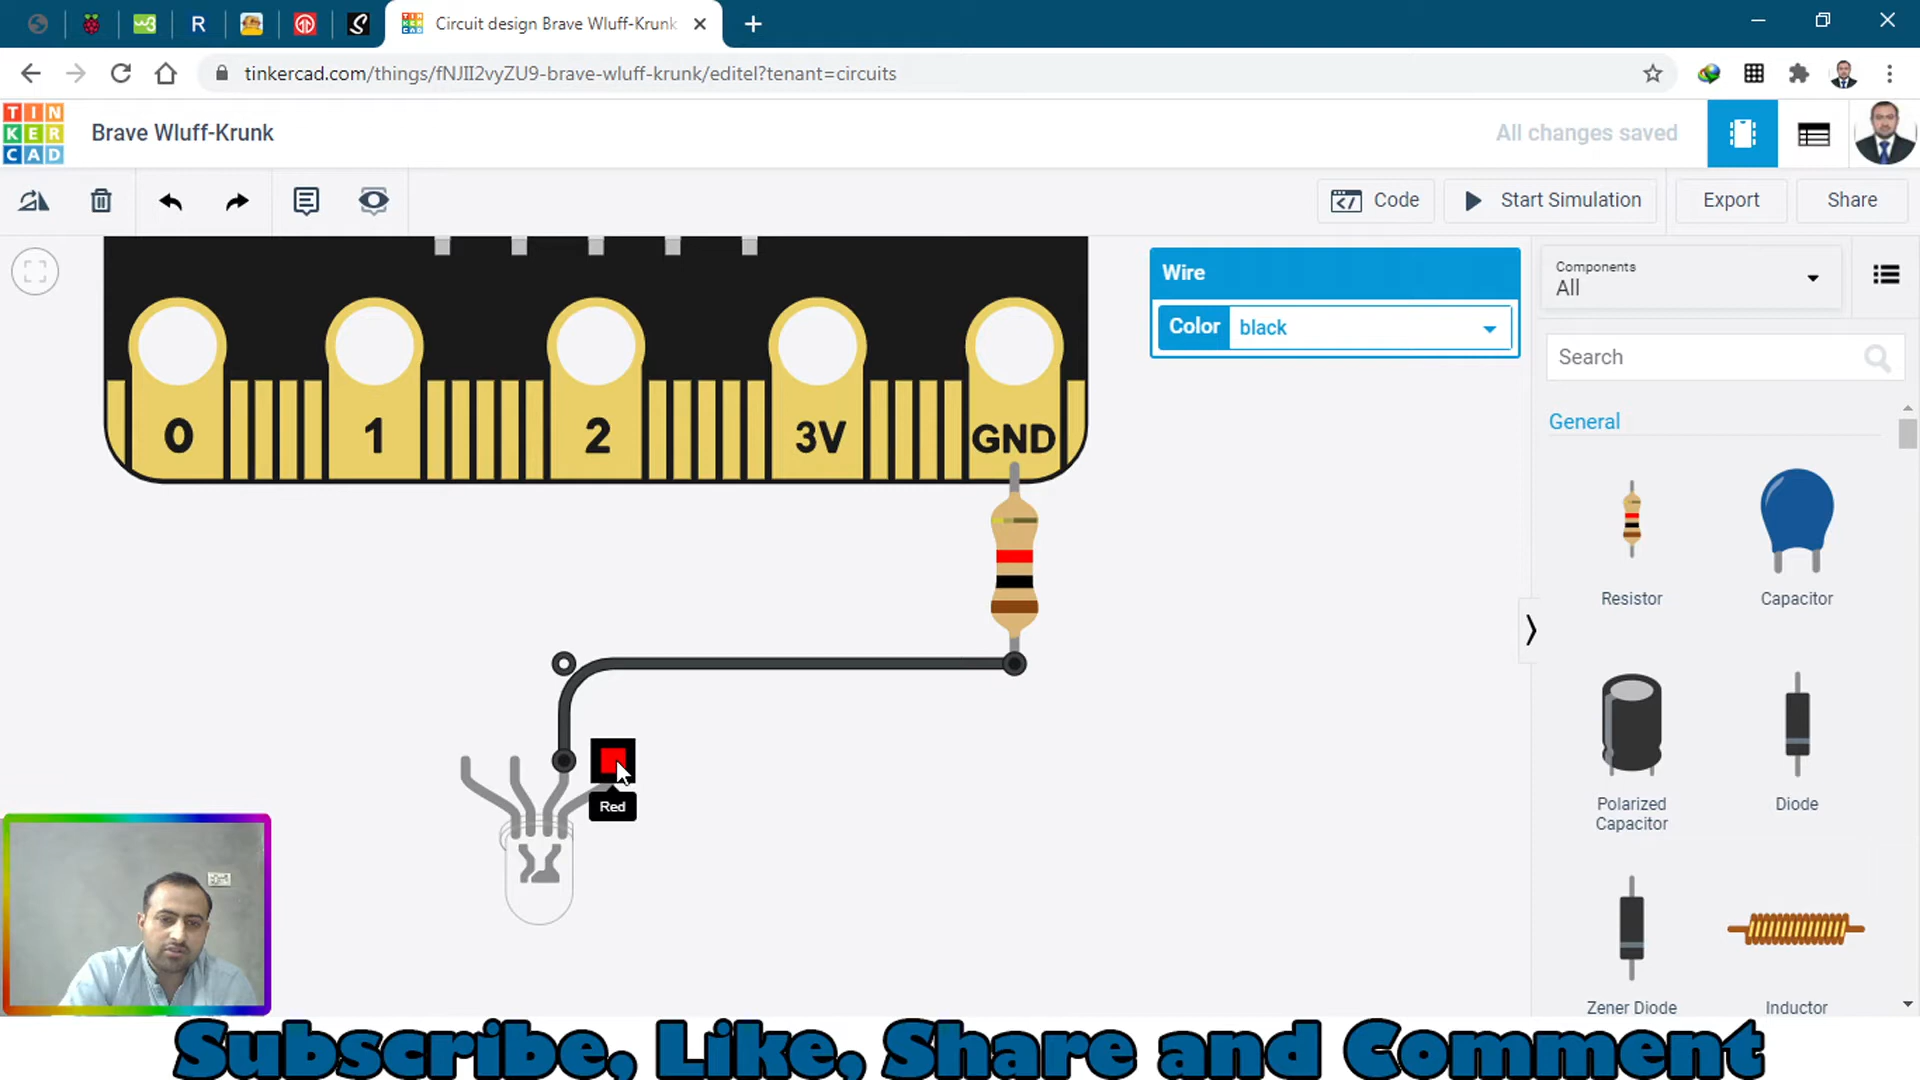 Circuit design Brave Wluff-Krunk
tinkercad.com/things/fNJII2vyZU9-brave-wluff-krunk/editel?tenant=circuits
TIN
KER
CAD
Brave Wluff-Krunk
All changes saved
Code
Start Simulation
Export
Share
Wire
Color
black
Components
All
Search
General
0
1
2
3V
GND
Resistor
Capacitor
Red
Polarized
Capacitor
Diode
Zener Diode
Inductor
Subscribe, Like, Share and Comment